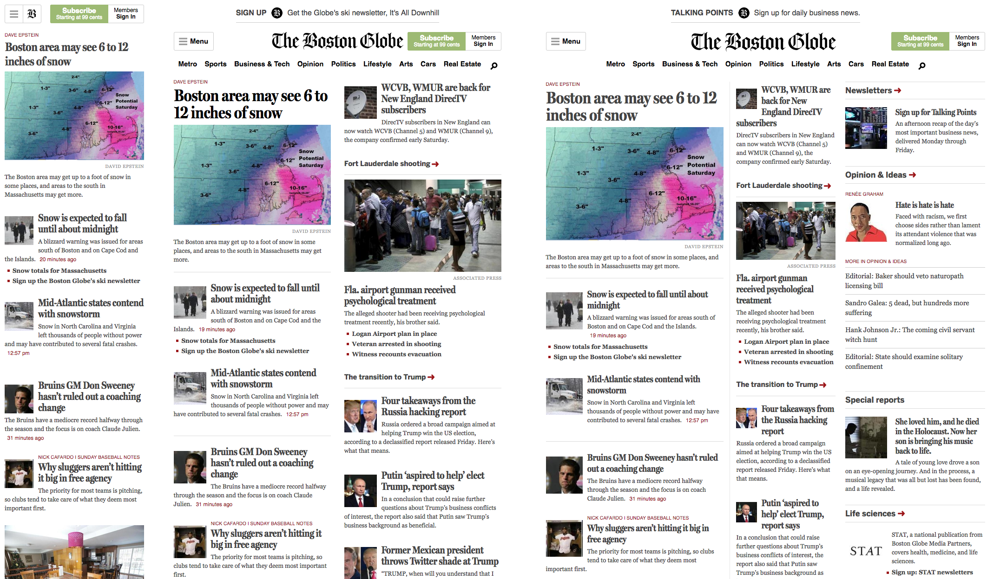 B
Subscribe
Starting at 99 cents
Members
Sign In
DAVE EPSTEIN
Boston area may see 6 to 12
inches of snow
2-4"
1-3"
3-6"
4-8"
6-12"
Snow
Potential
Saturday
6-12"
1-3"
4-8"
3-6"
6-12"
10-16"
Isolated 16-20"
4-8"
3-6"
DAVID EPSTEIN
The Boston area may get up to a foot of snow in
some places, and areas to the south in
Massachusetts may get more.
Snow is expected to fall
until about midnight
A blizzard warning was issued for areas
south of Boston and on Cape Cod and
the Islands. 20 minutes ago
Snow totals for Massachusetts
Sign up the Boston Globe's ski newsletter
Mid-Atlantic states contend
with snowstorm
Snow in North Carolina and Virginia
left thousands of people without power
and may have contributed to several fatal crashes.
12:57 pm
Bruins GM Don Sweeney
hasn't ruled out a coaching
change
The Bruins have a mediocre record halfway through
the season and the focus is on coach Claude Julien.
31 minutes ago
NICK CAFARDO | SUNDAY BASEBALL NOTES
Why sluggers aren't hitting
it big in free agency
The priority for most teams is pitching,
so clubs tend to take care of what they deem most
important first.
SIGN UP B Get the Globe's ski newsletter, It's All Downhill
Menu
The Boston Globe
Subscribe
Starting at 99 cents
Members
Sign In
Metro Sports Business & Tech Opinion Politics Lifestyle Arts Cars Real Estate
DAVE EPSTEIN
Boston area may see 6 to
12 inches of snow
2-4"
1-3"
3-6"
4-8"
6-12"
Snow
Potential
Saturday
6-12"
1-3"
4-8"
3-6"
6-12"
10-16"
Isolated 16-20"
4-8"
3-6"
DAVID EPSTEIN
The Boston area may get up to a foot of snow in some
places, and areas to the south in Massachusetts may get
more.
Snow is expected to fall until
about midnight
A blizzard warning was issued for areas
south of Boston and on Cape Cod and the
Islands. 19 minutes ago
Snow totals for Massachusetts
Sign up the Boston Globe's ski newsletter
Mid-Atlantic states contend
with snowstorm
Snow in North Carolina and Virginia left
thousands of people without power and may
have contributed to several fatal crashes. 12:57 pm
Bruins GM Don Sweeney
hasn't ruled out a coaching
change
The Bruins have a mediocre record halfway
through the season and the focus is on coach Claude
Julien. 31 minutes ago
NICK CAFARDO | SUNDAY BASEBALL NOTES
Why sluggers aren't hitting it
big in free agency
The priority for most teams is pitching, so
clubs tend to take care of what they deem most important
first.
WCVB, WMUR are back for
New England DirecTV
subscribers
DirecTV subscribers in New England can
now watch WCVB (Channel 5) and WMUR (Channel 9),
the company confirmed early Saturday.
Fort Lauderdale shooting
ASSOCIATED PRESS
Fla. airport gunman received
psychological treatment
The alleged shooter had been receiving psychological
treatment recently, his brother said.
Logan Airport plan in place
Veteran arrested in shooting
Witness recounts evacuation
The transition to Trump
Four takeaways from the
Russia hacking report
Russia ordered a broad campaign aimed at
helping Trump win the US election,
according to a declassified report released Friday. Here's
what that means.
Putin 'aspired to help' elect
Trump, report says
In a conclusion that could raise further
questions about Trump's business conflicts
of interest, the report also said that Putin saw Trump's
business background as beneficial.
Former Mexican president
throws Twitter shade at Trump
"TRUMP, when will you understand that I
TALKING POINTS B Sign up for daily business news.
Menu
The Boston Globe
Subscribe
Starting at 99 cents
Members
Sign In
Metro Sports Business & Tech Opinion Politics Lifestyle Arts Cars Real Estate
DAVE EPSTEIN
Boston area may see 6 to 12
inches of snow
2-4"
1-3"
3-6"
4-8"
6-12"
Snow
Potential
Saturday
6-12"
1-3"
4-8"
3-6"
6-12"
10-16"
Isolated 16-20"
4-8"
3-6"
DAVID EPSTEIN
The Boston area may get up to a foot of snow in some places, and
areas to the south in Massachusetts may get more.
Snow is expected to fall until about
midnight
A blizzard warning was issued for areas south of
Boston and on Cape Cod and the Islands.
19 minutes ago
Snow totals for Massachusetts
Sign up the Boston Globe's ski newsletter
Mid-Atlantic states contend with
snowstorm
Snow in North Carolina and Virginia left
thousands of people without power and may have
contributed to several fatal crashes. 12:57 pm
Bruins GM Don Sweeney hasn't ruled
out a coaching change
The Bruins have a mediocre record halfway
through the season and the focus is on coach
Claude Julien. 31 minutes ago
NICK CAFARDO | SUNDAY BASEBALL NOTES
Why sluggers aren't hitting it big in
free agency
The priority for most teams is pitching, so clubs
tend to take care of what they deem most
important first.
WCVB, WMUR are
back for New
England DirecTV
subscribers
DirecTV subscribers in New England
can now watch WCVB (Channel 5)
and WMUR (Channel 9), the
company confirmed early Saturday.
Fort Lauderdale shooting
ASSOCIATED PRESS
Fla. airport gunman
received psychological
treatment
The alleged shooter had been
receiving psychological treatment
recently, his brother said.
Logan Airport plan in place
Veteran arrested in shooting
Witness recounts evacuation
The transition to Trump
Four takeaways from
the Russia hacking
report
Russia ordered a broad campaign
aimed at helping Trump win the US
election, according to a declassified
report released Friday. Here's what
that means.
Putin 'aspired to
help' elect Trump,
report says
In a conclusion that could raise
further questions about Trump's
business conflicts of interest, the
report also said that Putin saw
Trump's business background as
Newsletters
Sign up for Talking Points
An afternoon recap of the day's
most important business news,
delivered Monday through
Friday.
Opinion & Ideas
RENÉE GRAHAM
Hate is hate is hate
Faced with racism, we first
choose sides rather than lament
its attendant violence that was
normalized long ago.
MORE IN OPINION & IDEAS
Editorial: Baker should veto naturopath
licensing bill
Sandro Galea: 5 dead, but hundreds more
suffering
Hank Johnson Jr.: The coming civil servant
witch hunt
Editorial: State should examine solitary
confinement
Special reports
She loved him, and he died
in the Holocaust. Now her
son is bringing his music
back to life.
A tale of young love drove a son
on an eye-opening journey. And in the process, a
musical legacy that was all but lost has been found,
and a life revealed.
Life sciences
STAT
STAT, a national publication from
Boston Globe Media Partners,
covers health, medicine, and life
sciences.
Sign up: STAT newsletters